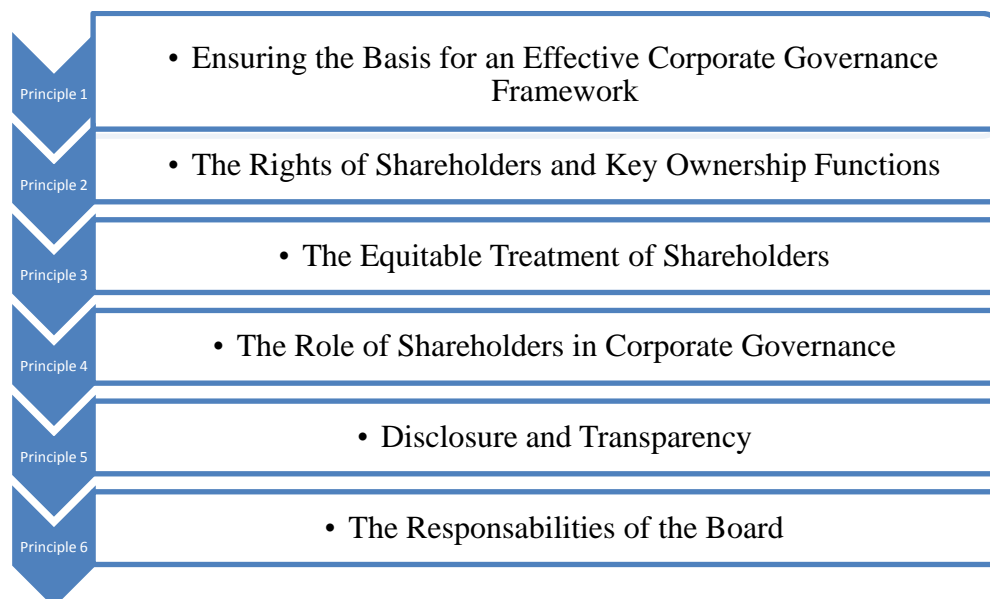 Principle 1
• Ensuring the Basis for an Effective Corporate Governance
Framework
Principle 2
• The Rights of Shareholders and Key Ownership Functions
Principle 3
• The Equitable Treatment of Shareholders
Principle 4
• The Role of Shareholders in Corporate Governance
Principle 5
• Disclosure and Transparency
Principle 6
• The Responsabilities of the Board